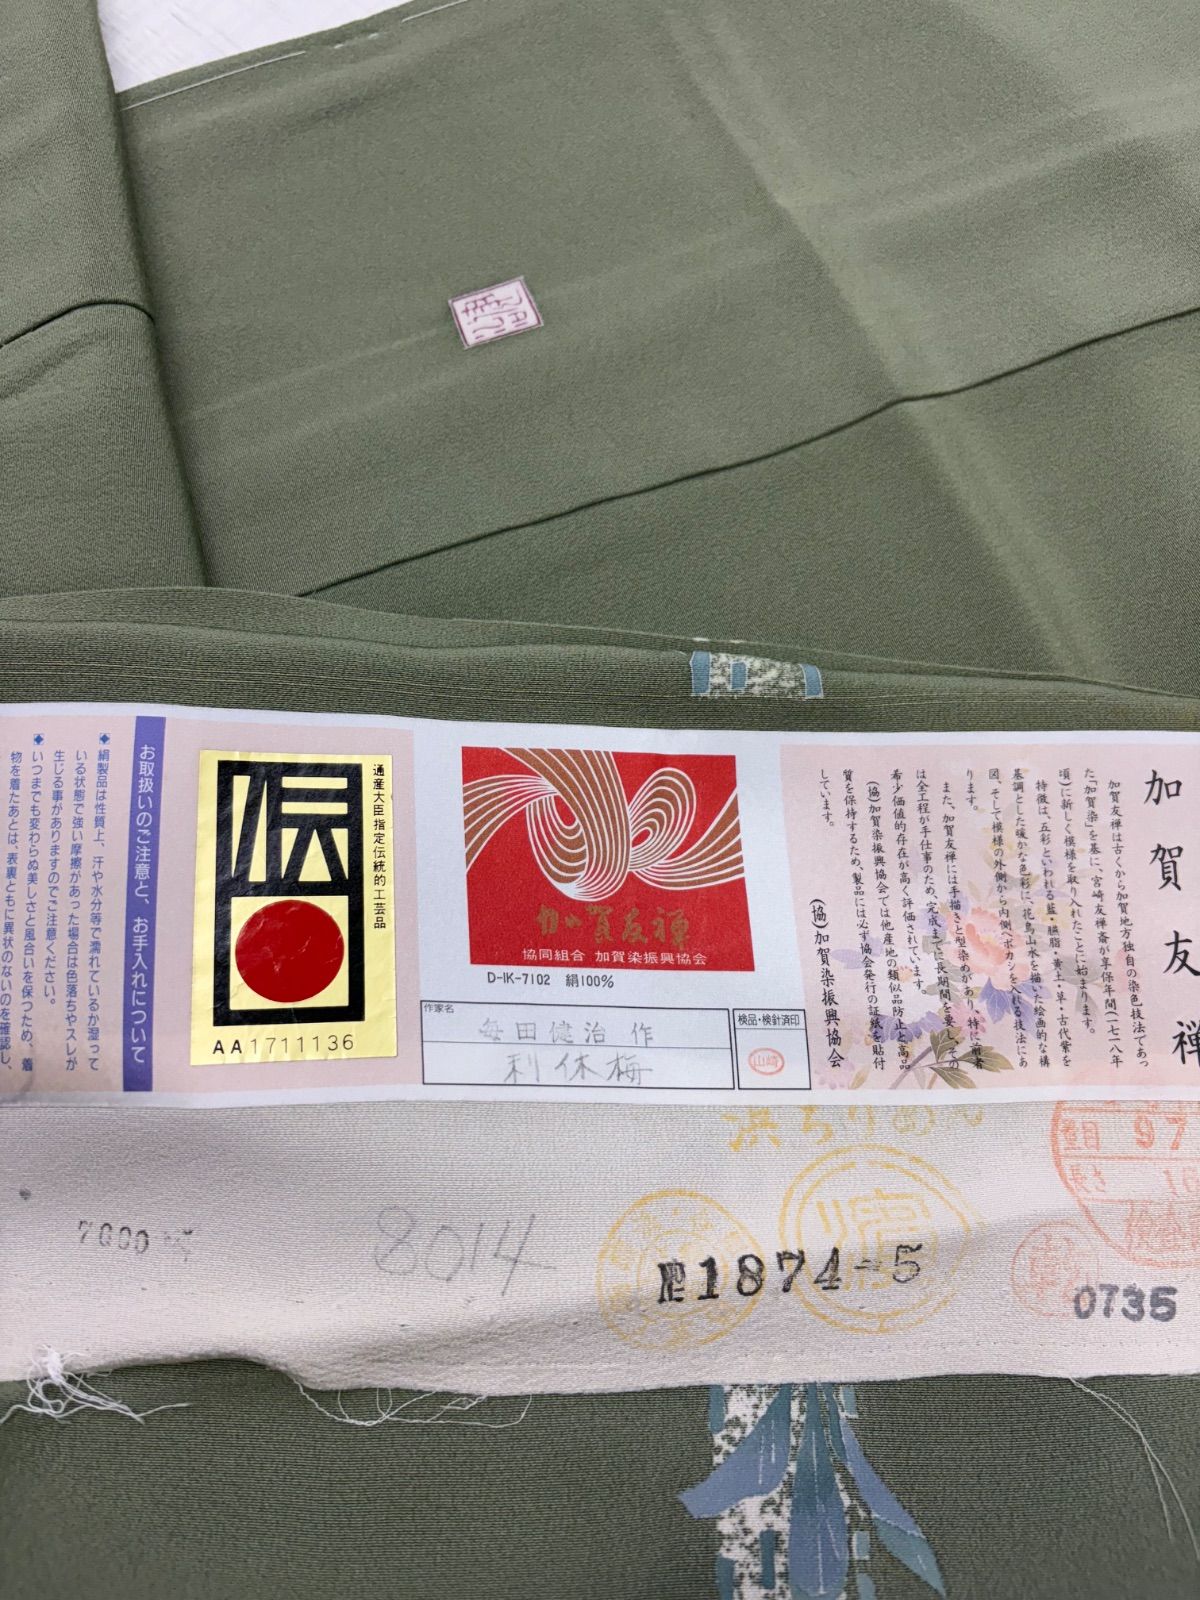 加賀友禅
加賀友禅は古くから加賀地方独自の染色技法であっ
た「加賀染」を基に、宮崎友禅斎が享保年間(一七一八年
頃)に新しく模様を取り入れたことに始まります。
特徴は、五彩といわれる藍・臙脂・黄土・草・古代紫を
基調とした暖かな色彩に、花鳥山水を描いた絵画的な構
図、そして模様の外側から内側へボカシを入れる技法にあ
ります。
また、加賀友禅には手描きと型染めがあり、特に前者
は全工程が手仕事のため、完成までに長期間を要し、その
希少価値的存在が高く評価されています。
(協)加賀染振興協会では他産地の類似品防止と高品
質を保持するため、製品には必ず協会発行の証紙を貼付
しています。
(協)加賀染振興協会
加賀友禅
協同組合 加賀染振興協会
D-IK-7102 絹100%
作家名
毎田健治 作
利休梅
検品・検針済印
山崎
通産大臣指定伝統的工芸品
伝
AA1711136
お取扱いのご注意と、お手入れについて
◆絹製品は性質上、汗や水分等で濡れているか湿って
いる状態で強い摩擦があった場合は色落ちやスレが
生じる事がありますのでご注意ください。
◆いつまでも変わらぬ美しさと風合いを保つため、着
物を着たあとは、表裏ともに異状のないのを確認し、
浜ちりめん
量目 97
長さ
検査
7000
8014
1874-5
0735